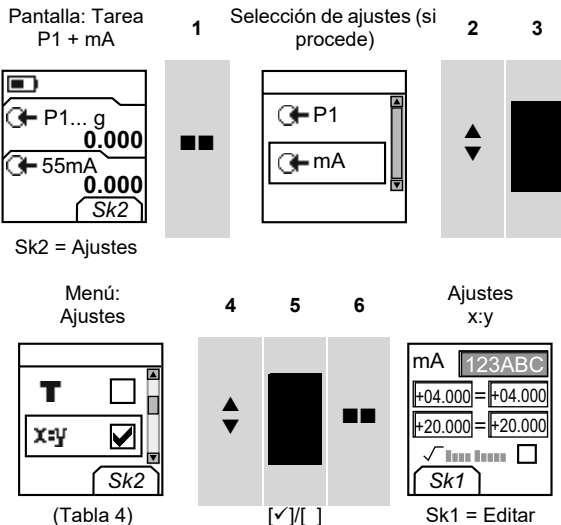 Pantalla: Tarea
P1 + mA
1
Selección de ajustes (si
procede)
2
3
P1... g
0.000
55mA
0.000
Sk2
P1
mA
Sk2 = Ajustes
Menú:
Ajustes
4
5
6
Ajustes
x:y
T
x:y
Sk2
mA 123ABC
+04.000 = +04.000
+20.000 = +20.000
√
Sk1
(Tabla 4)
[✓]/[ ]
Sk1 = Editar